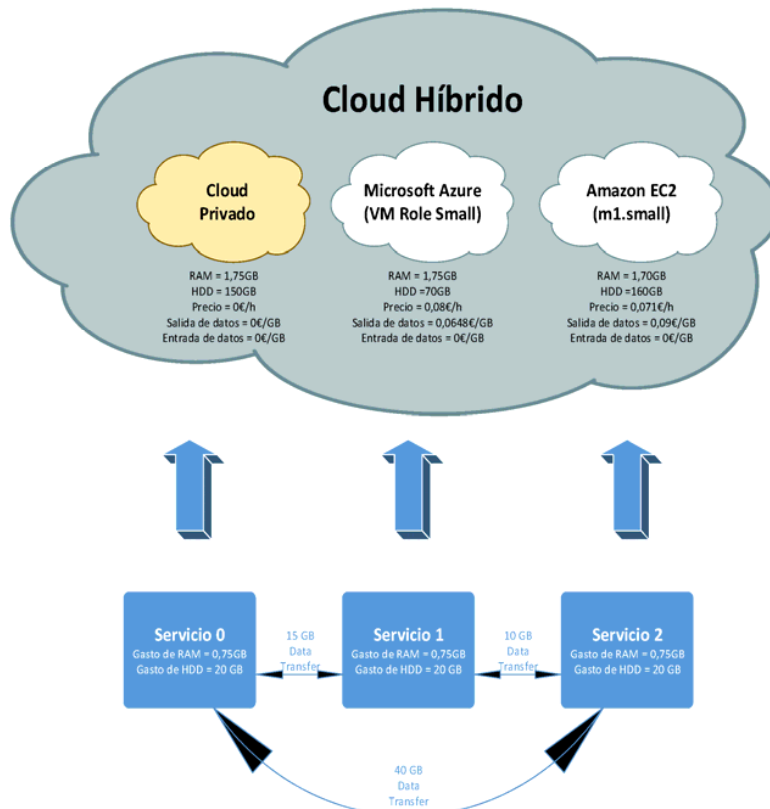 Cloud Híbrido
Cloud
Privado
RAM = 1,75GB
HDD = 150GB
Precio = 0€/h
Salida de datos = 0€/GB
Entrada de datos = 0€/GB
Microsoft Azure
(VM Role Small)
RAM = 1,75GB
HDD =70GB
Precio = 0,08€/h
Salida de datos = 0,0648€/GB
Entrada de datos = 0€/GB
Amazon EC2
(m1.small)
RAM = 1,70GB
HDD =160GB
Precio = 0,071€/h
Salida de datos = 0,09€/GB
Entrada de datos = 0€/GB
Servicio 0
Gasto de RAM = 0,75GB
Gasto de HDD = 20 GB
15 GB
Data
Transfer
Servicio 1
Gasto de RAM = 0,75GB
Gasto de HDD = 20 GB
10 GB
Data
Transfer
Servicio 2
Gasto de RAM = 0,75GB
Gasto de HDD = 20 GB
40 GB
Data
Transfer